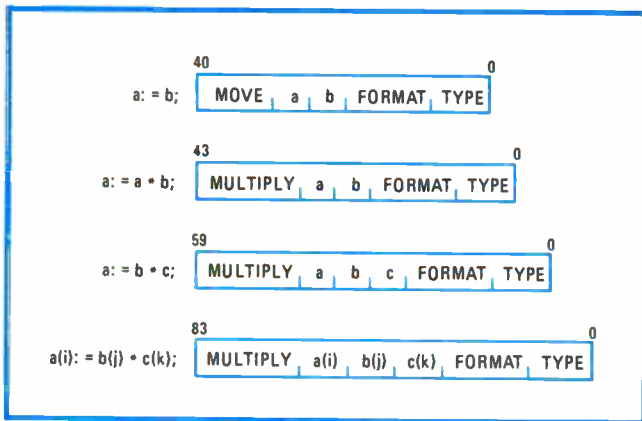 40 0
a: = b; MOVE a b FORMAT TYPE
43 0
a: = a * b; MULTIPLY a b FORMAT TYPE
59 0
a: = b * c; MULTIPLY a b c FORMAT TYPE
83 0
a(i): = b(j) * c(k); MULTIPLY a(i) b(j) c(k) FORMAT TYPE